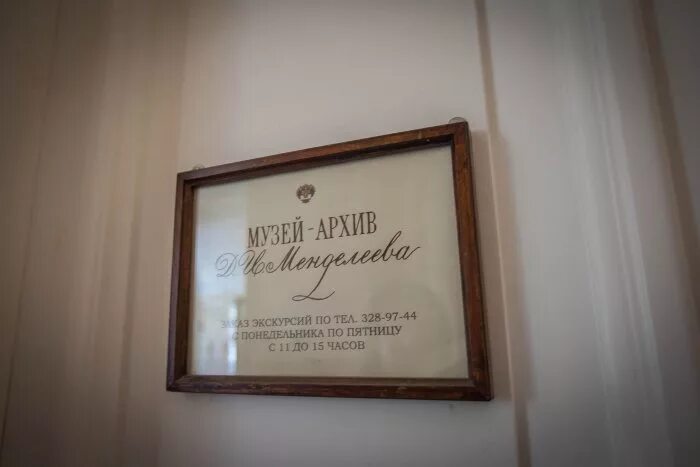 МУЗЕЙ-АРХИВ
Д.И.Менделеева
ЗАКАЗ ЭКСКУРСИЙ ПО ТЕЛ. 328-97-44
С ПОНЕДЕЛЬНИКА ПО ПЯТНИЦУ
С 11 ДО 15 ЧАСОВ